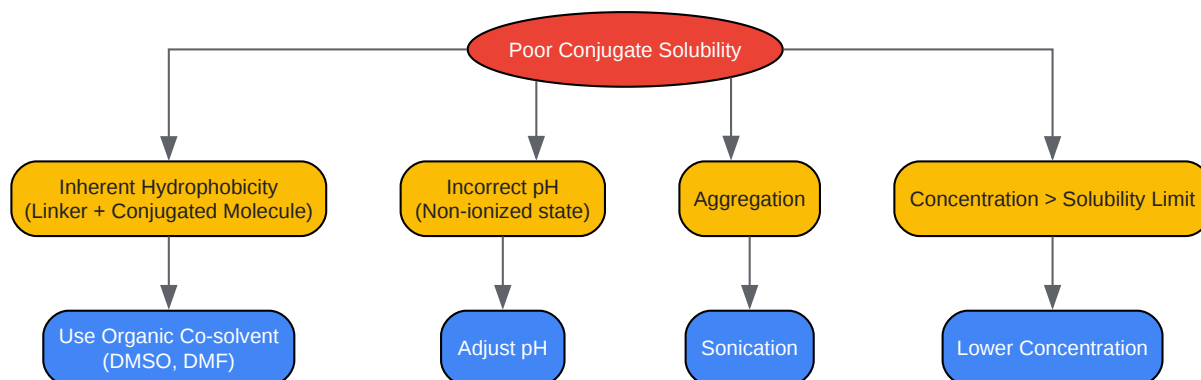 Poor Conjugate Solubility
Inherent Hydrophobicity
(Linker + Conjugated Molecule)
Incorrect pH
(Non-ionized state)
Aggregation
Concentration > Solubility Limit
Use Organic Co-solvent
(DMSO, DMF)
Adjust pH
Sonication
Lower Concentration